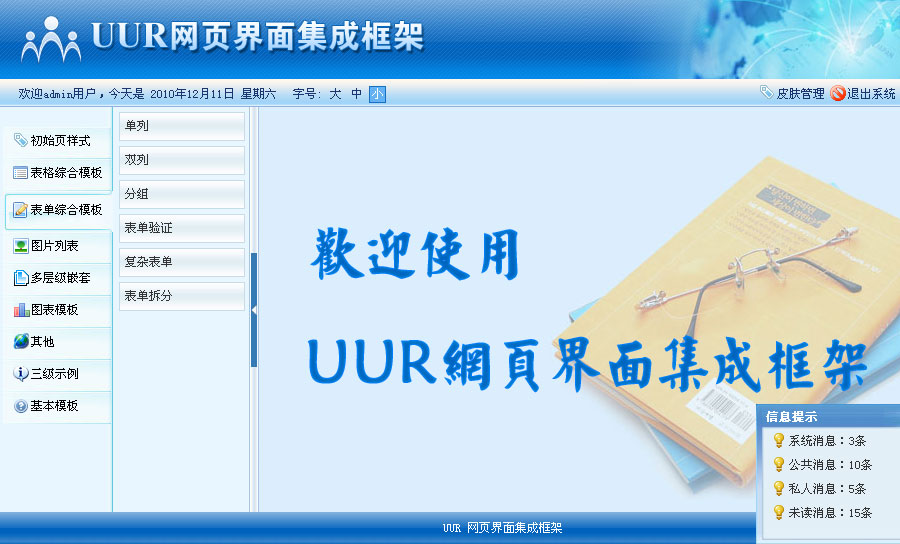 UUR网页界面集成框架
欢迎admin用户，今天是 2010年12月11日 星期六 字号: 大 中 小
皮肤管理 退出系统
初始页样式
表格综合模板
表单综合模板
图片列表
多层级嵌套
图表模板
其他
三级示例
基本模板
单列
双列
分组
表单验证
复杂表单
表单拆分
歡迎使用
UUR網頁界面集成框架
信息提示
系统消息：3条
公共消息：10条
私人消息：5条
未读消息：15条
UUR 网页界面集成框架